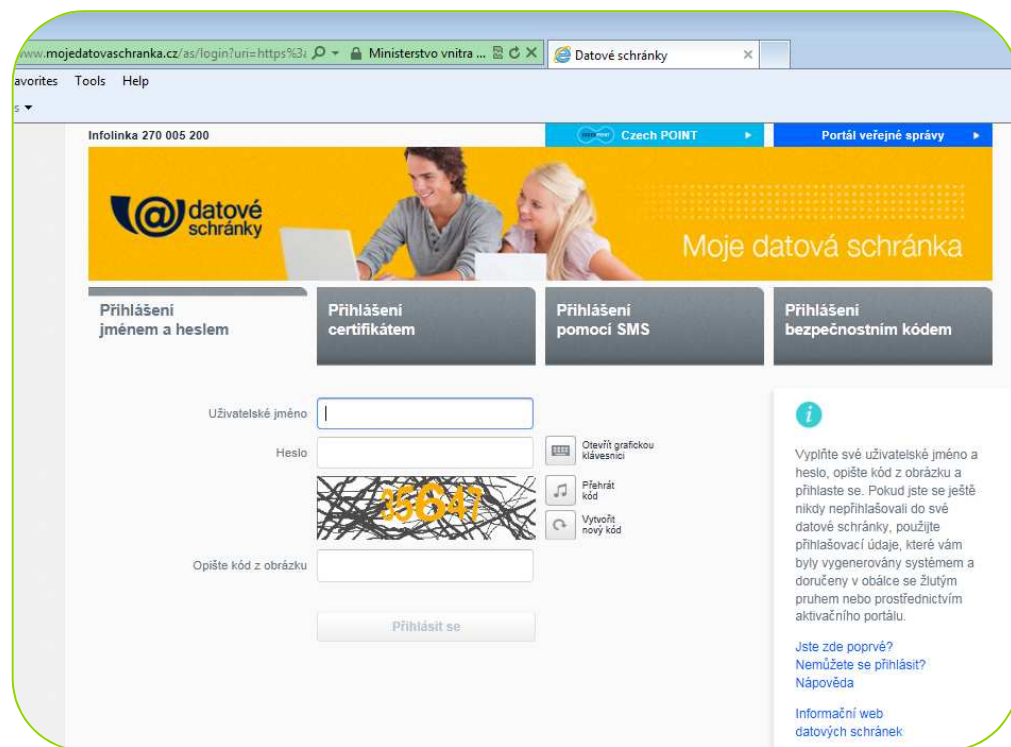 www.mojedatovaschranka.cz/as/login?uri=https%3a
Ministerstvo vnitra ...
Datové schránky
avorites Tools Help
s
Infolinka 270 005 200
Czech POINT
Portál veřejné správy
@ datové
schránky
Moje datová schránka
Přihlášení
jménem a heslem
Přihlášení
certifikátem
Přihlášení
pomocí SMS
Přihlášení
bezpečnostním kódem
Uživatelské jméno
Heslo
Otevřít grafickou
klávesnici
35647
Přehrát
kód
Vytvořit
nový kód
Opište kód z obrázku
Přihlásit se
i
Vyplňte své uživatelské jméno a
heslo, opište kód z obrázku a
přihlaste se. Pokud jste se ještě
nikdy nepřihlašovali do své
datové schránky, použijte
přihlašovací údaje, které vám
byly vygenerovány systémem a
doručeny v obálce se žlutým
pruhem nebo prostřednictvím
aktivačního portálu.
Jste zde poprvé?
Nemůžete se přihlásit?
Nápověda
Informační web
datových schránek